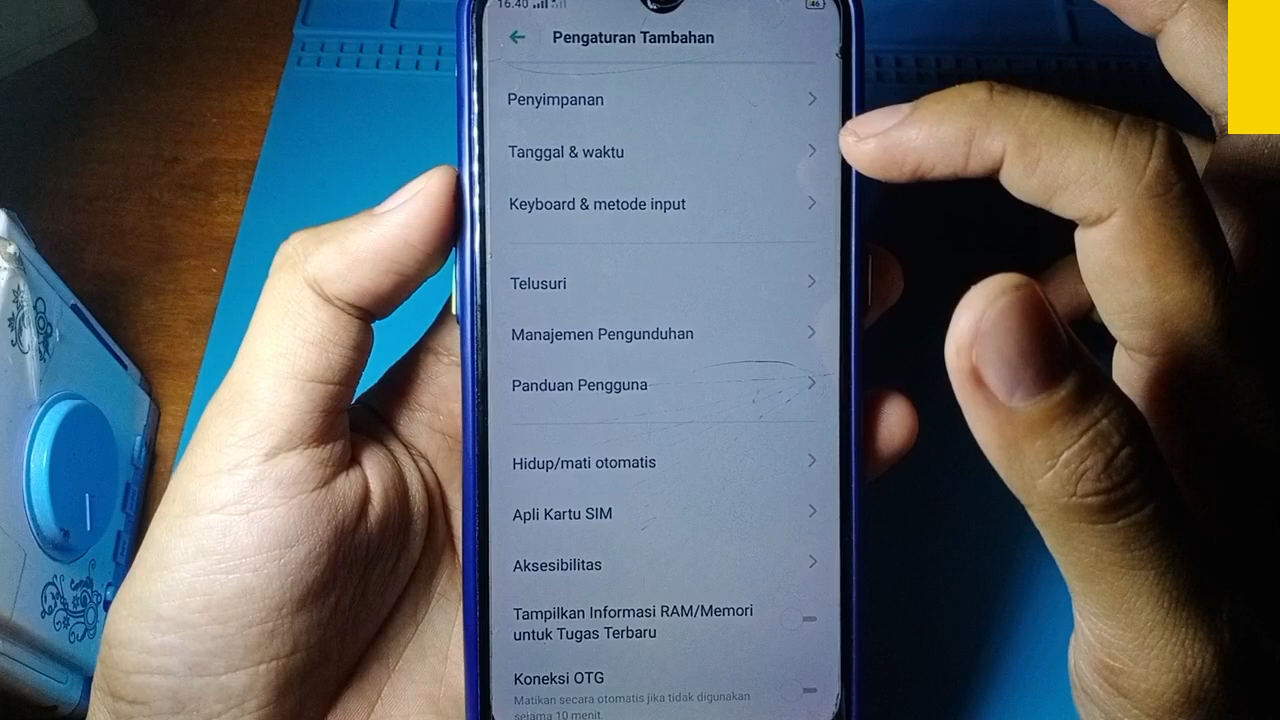 16.40
46
Pengaturan Tambahan
Penyimpanan
Tanggal & waktu
Keyboard & metode input
Telusuri
Manajemen Pengunduhan
Panduan Pengguna
Hidup/mati otomatis
Apli Kartu SIM
Aksesibilitas
Tampilkan Informasi RAM/Memori
untuk Tugas Terbaru
Koneksi OTG
Matikan secara otomatis jika tidak digunakan
selama 10 menit.